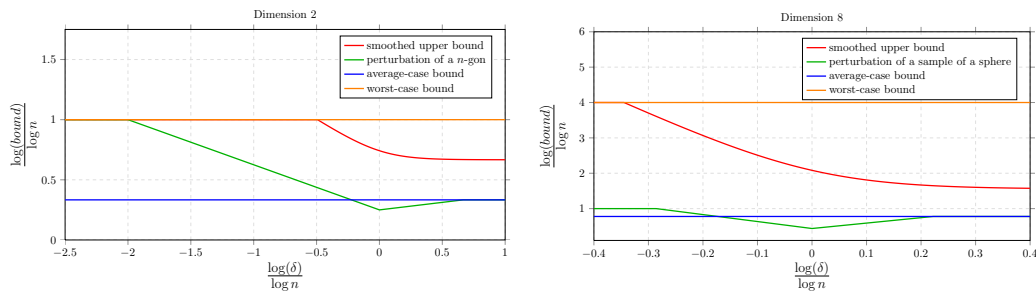 Dimension 2
1.5
1
0.5
0
log(bound)
log n
-2.5 -2 -1.5 -1 -0.5 0 0.5 1
log(δ)
log n
smoothed upper bound
perturbation of a n-gon
average-case bound
worst-case bound
Dimension 8
6
5
4
3
2
1
log(bound)
log n
-0.4 -0.3 -0.2 -0.1 0 0.1 0.2 0.3 0.4
log(δ)
log n
smoothed upper bound
perturbation of a sample of a sphere
average-case bound
worst-case bound